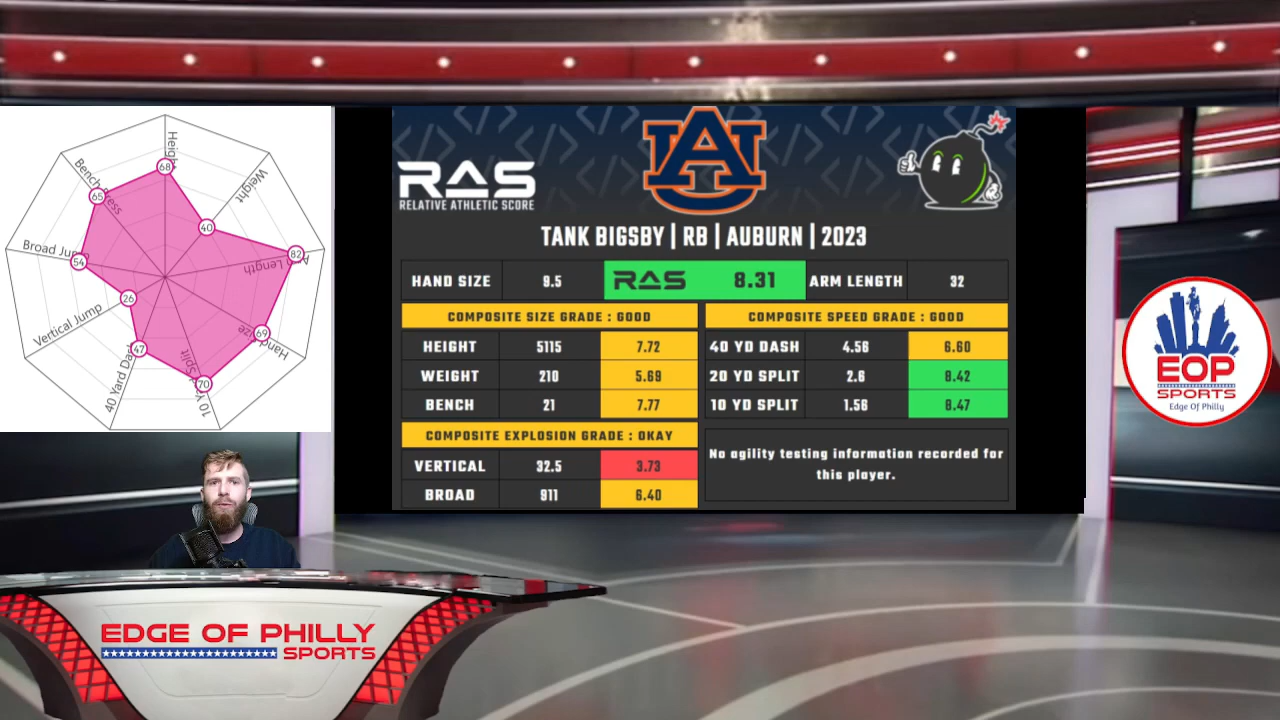 Height
68
Weight
40
82
Arm Length
69
Hand Size
70
10 Y Split
47
40 Yard Dash
26
Vertical Jump
54
Broad Jump
65
Bench Press
RAS
RELATIVE ATHLETIC SCORE
AU
TANK BIGSBY | RB | AUBURN | 2023
HAND SIZE 8.5 RAS 8.31 ARM LENGTH 32
COMPOSITE SIZE GRADE : GOOD
HEIGHT 5115 7.72
WEIGHT 210 5.69
BENCH 21 7.77
COMPOSITE SPEED GRADE : GOOD
40 YD DASH 4.56 6.60
20 YD SPLIT 2.6 8.42
10 YD SPLIT 1.56 8.47
COMPOSITE EXPLOSION GRADE : OKAY
VERTICAL 32.5 3.73
BROAD 911 6.40
No agility testing information recorded for
this player.
EOP
SPORTS
Edge Of Philly
EDGE OF PHILLY
SPORTS